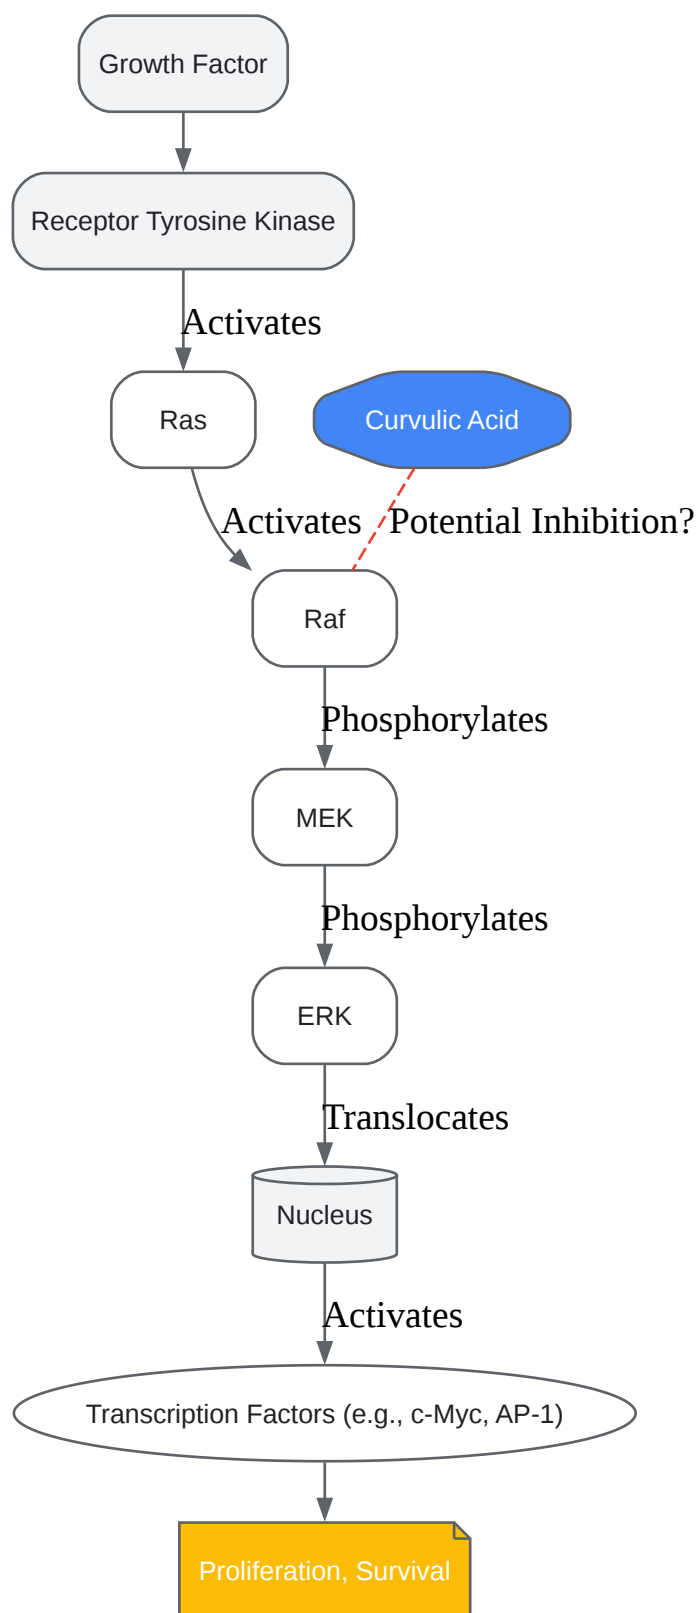 Growth Factor
Receptor Tyrosine Kinase
Activates
Ras
Curvulic Acid
Activates
Potential Inhibition?
Raf
Phosphorylates
MEK
Phosphorylates
ERK
Translocates
Nucleus
Activates
Transcription Factors (e.g., c-Myc, AP-1)
Proliferation, Survival